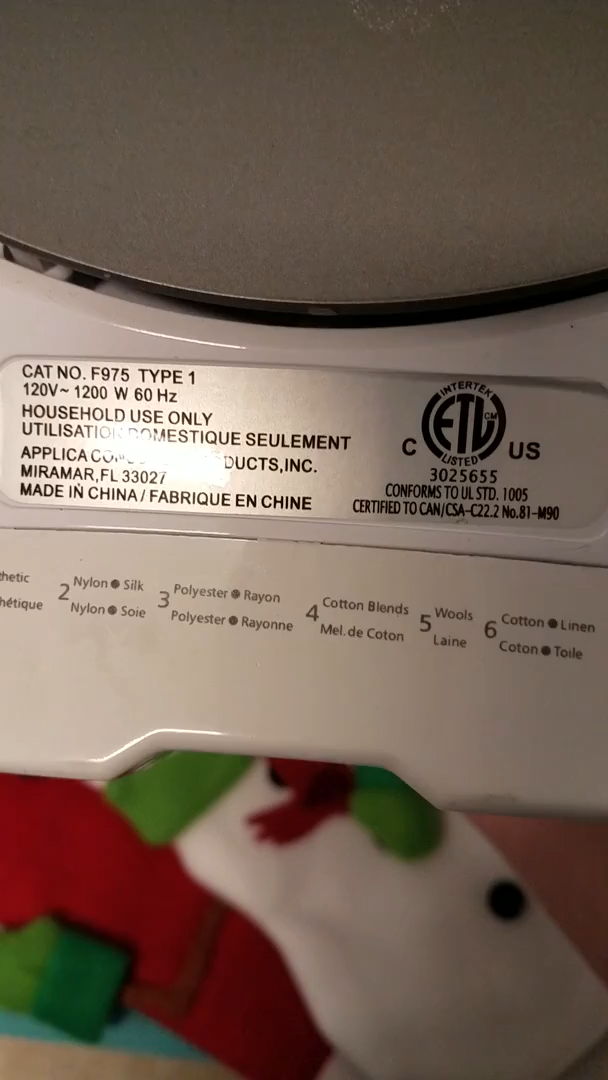 CAT NO. F975 TYPE 1
120V~ 1200 W 60 Hz
HOUSEHOLD USE ONLY
UTILISATION DOMESTIQUE SEULEMENT
APPLICA
DUCTS,INC.
MIRAMAR,FL 33027
MADE IN CHINA / FABRIQUE EN CHINE
INTERTEK
ETL CM
LISTED
C US
3025655
CONFORMS TO UL STD. 1005
CERTIFIED TO CAN/CSA-C22.2 No.81-M90
thetic
hétique
2 Nylon ● Silk
Nylon ● Soie
3 Polyester ● Rayon
Polyester ● Rayonne
4 Cotton Blends
Mel.de Coton
5 Wools
Laine
6 Cotton ● Linen
Coton ● Toile